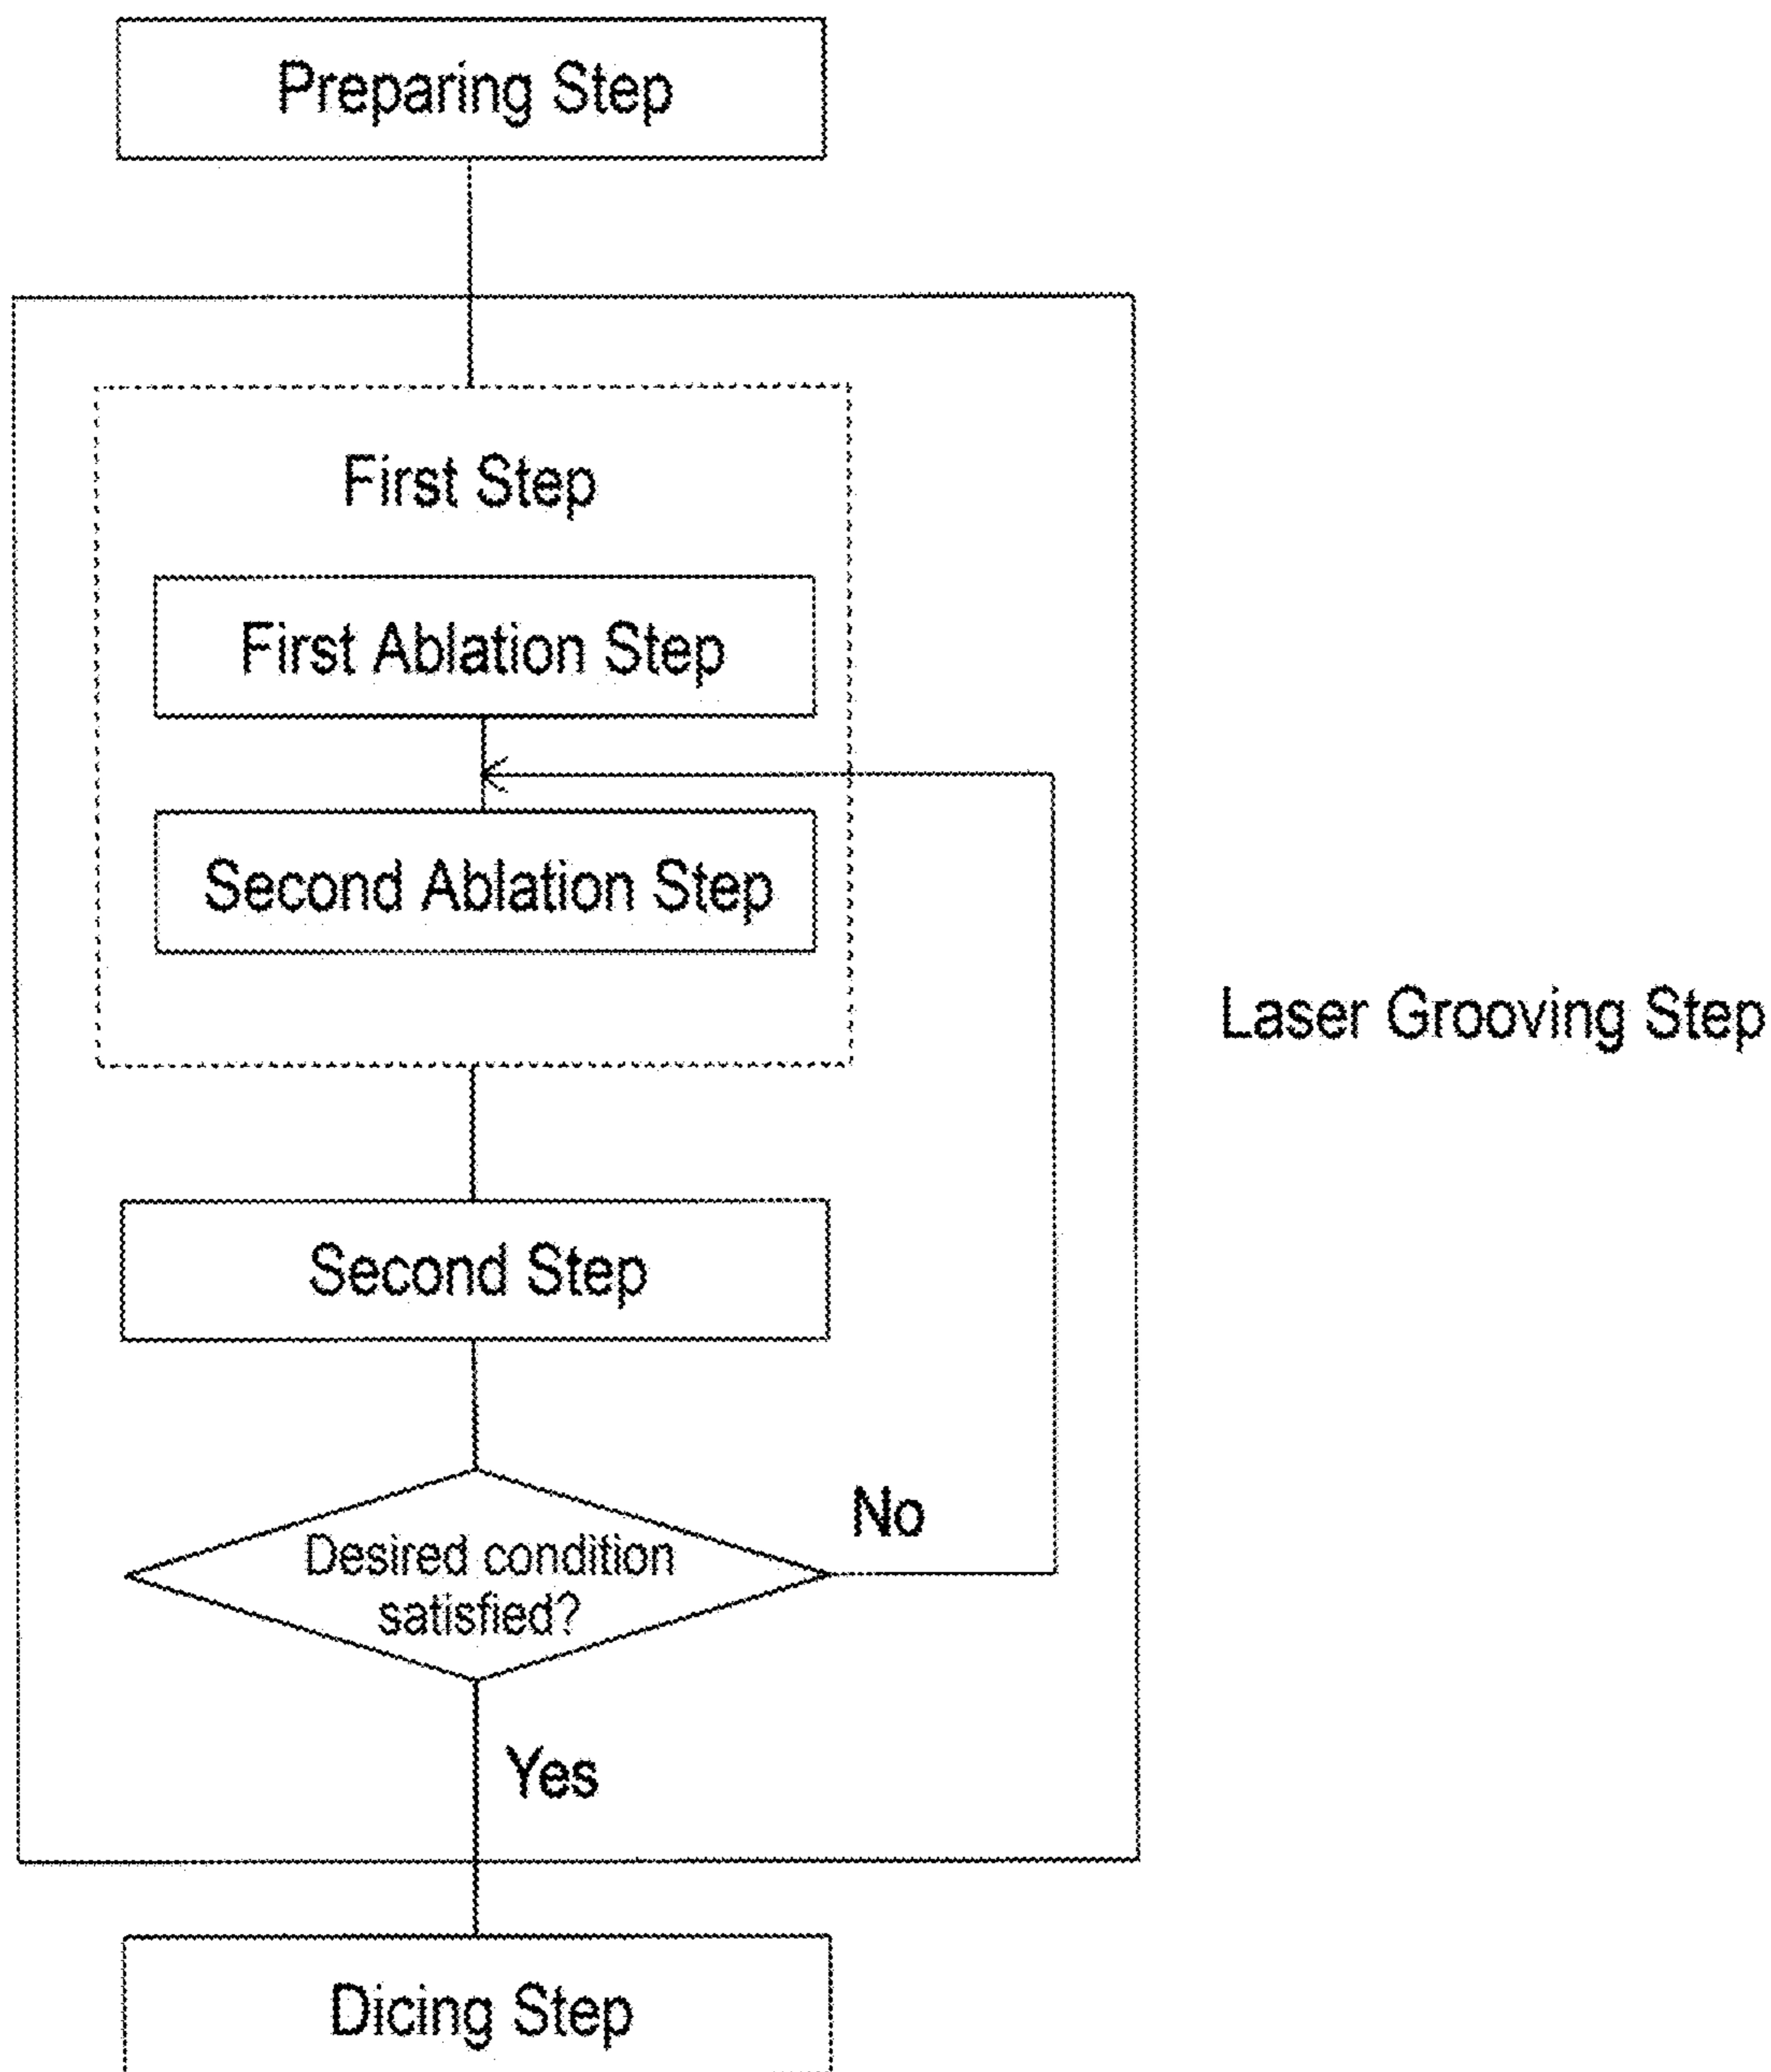 Preparing Step
First Step
First Ablation Step
Second Ablation Step
Laser Grooving Step
Second Step
Desired condition
satisfied?
No
Yes
Dicing Step